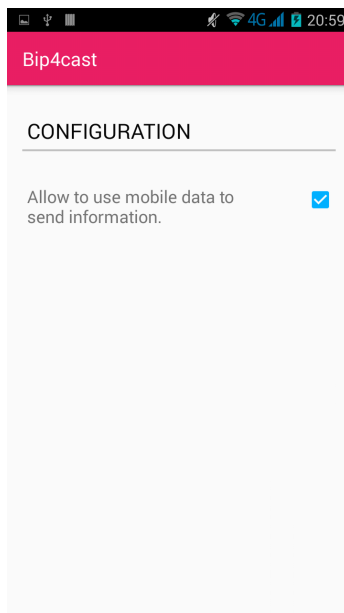 4G 20:59
Bip4cast
CONFIGURATION
Allow to use mobile data to
send information.